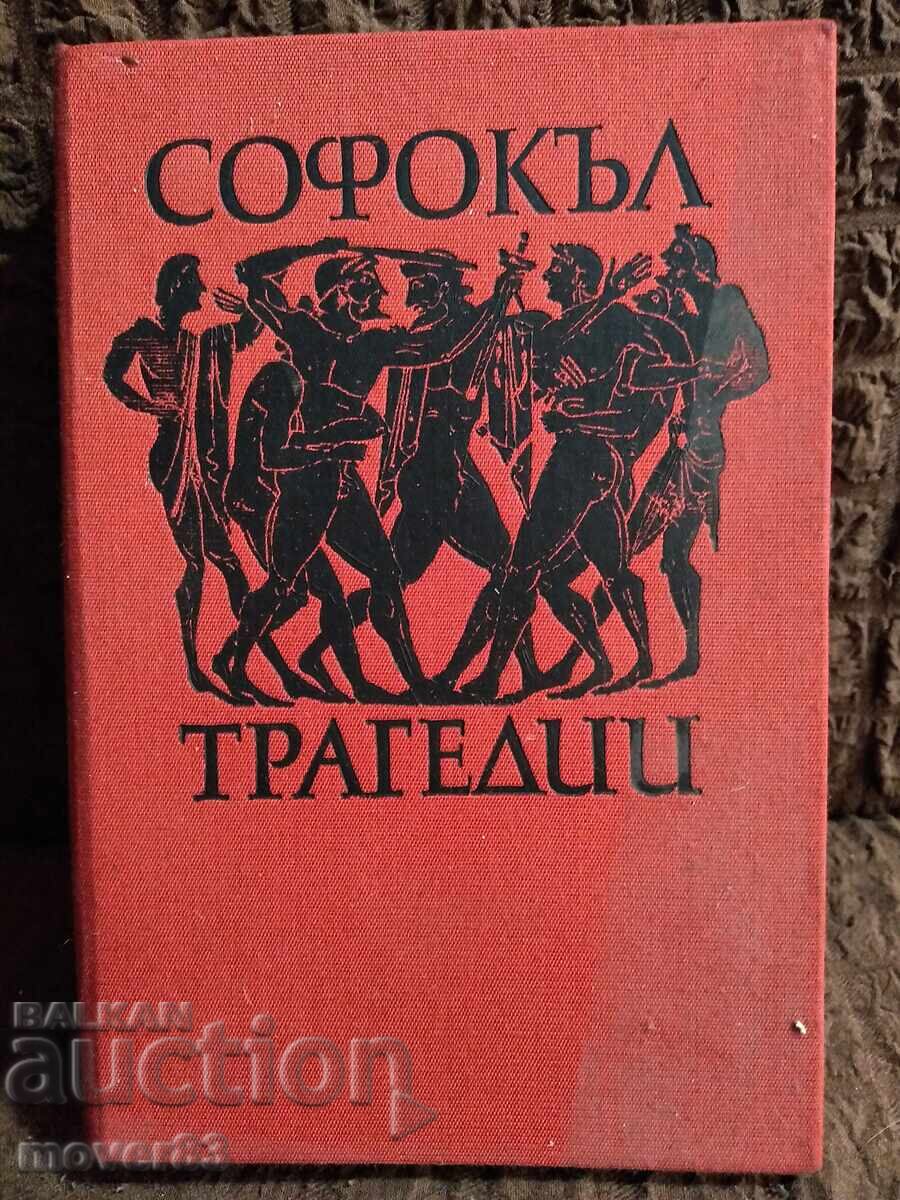 СОФОКЪЛ
ТРАГЕДИИ
BALKAN
auction
mover83